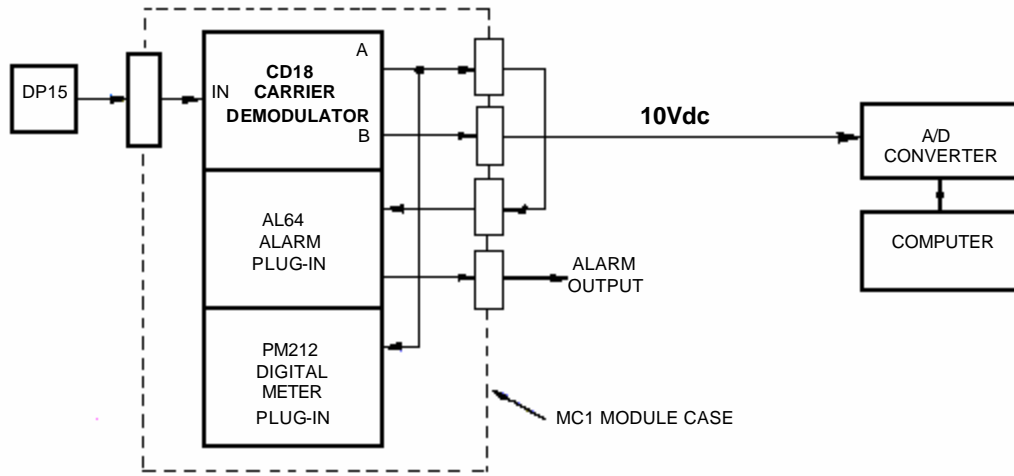 DP15
IN
A
CD18
CARRIER
DEMODULATOR
B
10Vdc
A/D
CONVERTER
COMPUTER
AL64
ALARM
PLUG-IN
ALARM
OUTPUT
PM212
DIGITAL
METER
PLUG-IN
MC1 MODULE CASE